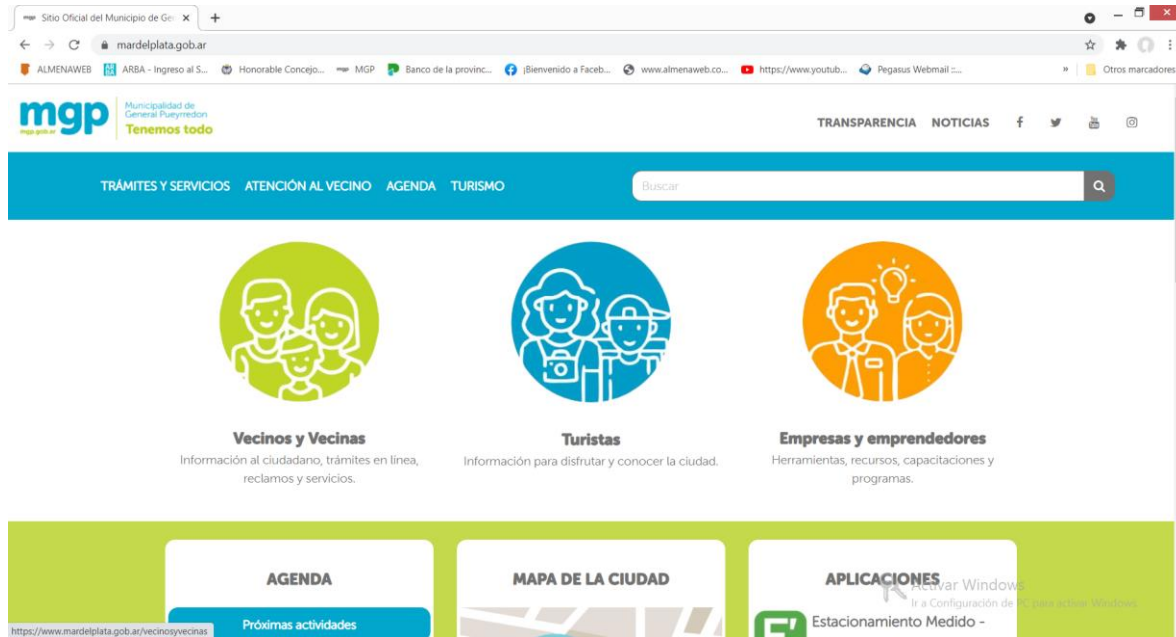 Sitio Oficial del Municipio de Ge
mardelplata.gob.ar
ALMENAWEB
ARBA - Ingreso al S...
Honorable Concejo...
MGP
Banco de la provinc...
¡Bienvenido a Faceb...
www.almenaweb.co...
https://www.youtub...
Pegasus Webmail ::...
»
Otros marcadores
mgp
mgp.gob.ar
Municipalidad de
General Pueyrredon
Tenemos todo
TRANSPARENCIA NOTICIAS
TRÁMITES Y SERVICIOS ATENCIÓN AL VECINO AGENDA TURISMO
Buscar
Vecinos y Vecinas
Información al ciudadano, trámites en línea,
reclamos y servicios.
Turistas
Información para disfrutar y conocer la ciudad.
Empresas y emprendedores
Herramientas, recursos, capacitaciones y
programas.
AGENDA
Próximas actividades
MAPA DE LA CIUDAD
APLICACIONES
Estacionamiento Medido -
Activar Windows
Ir a Configuración de PC para activar Windows.
https://www.mardelplata.gob.ar/vecinosyvecinas